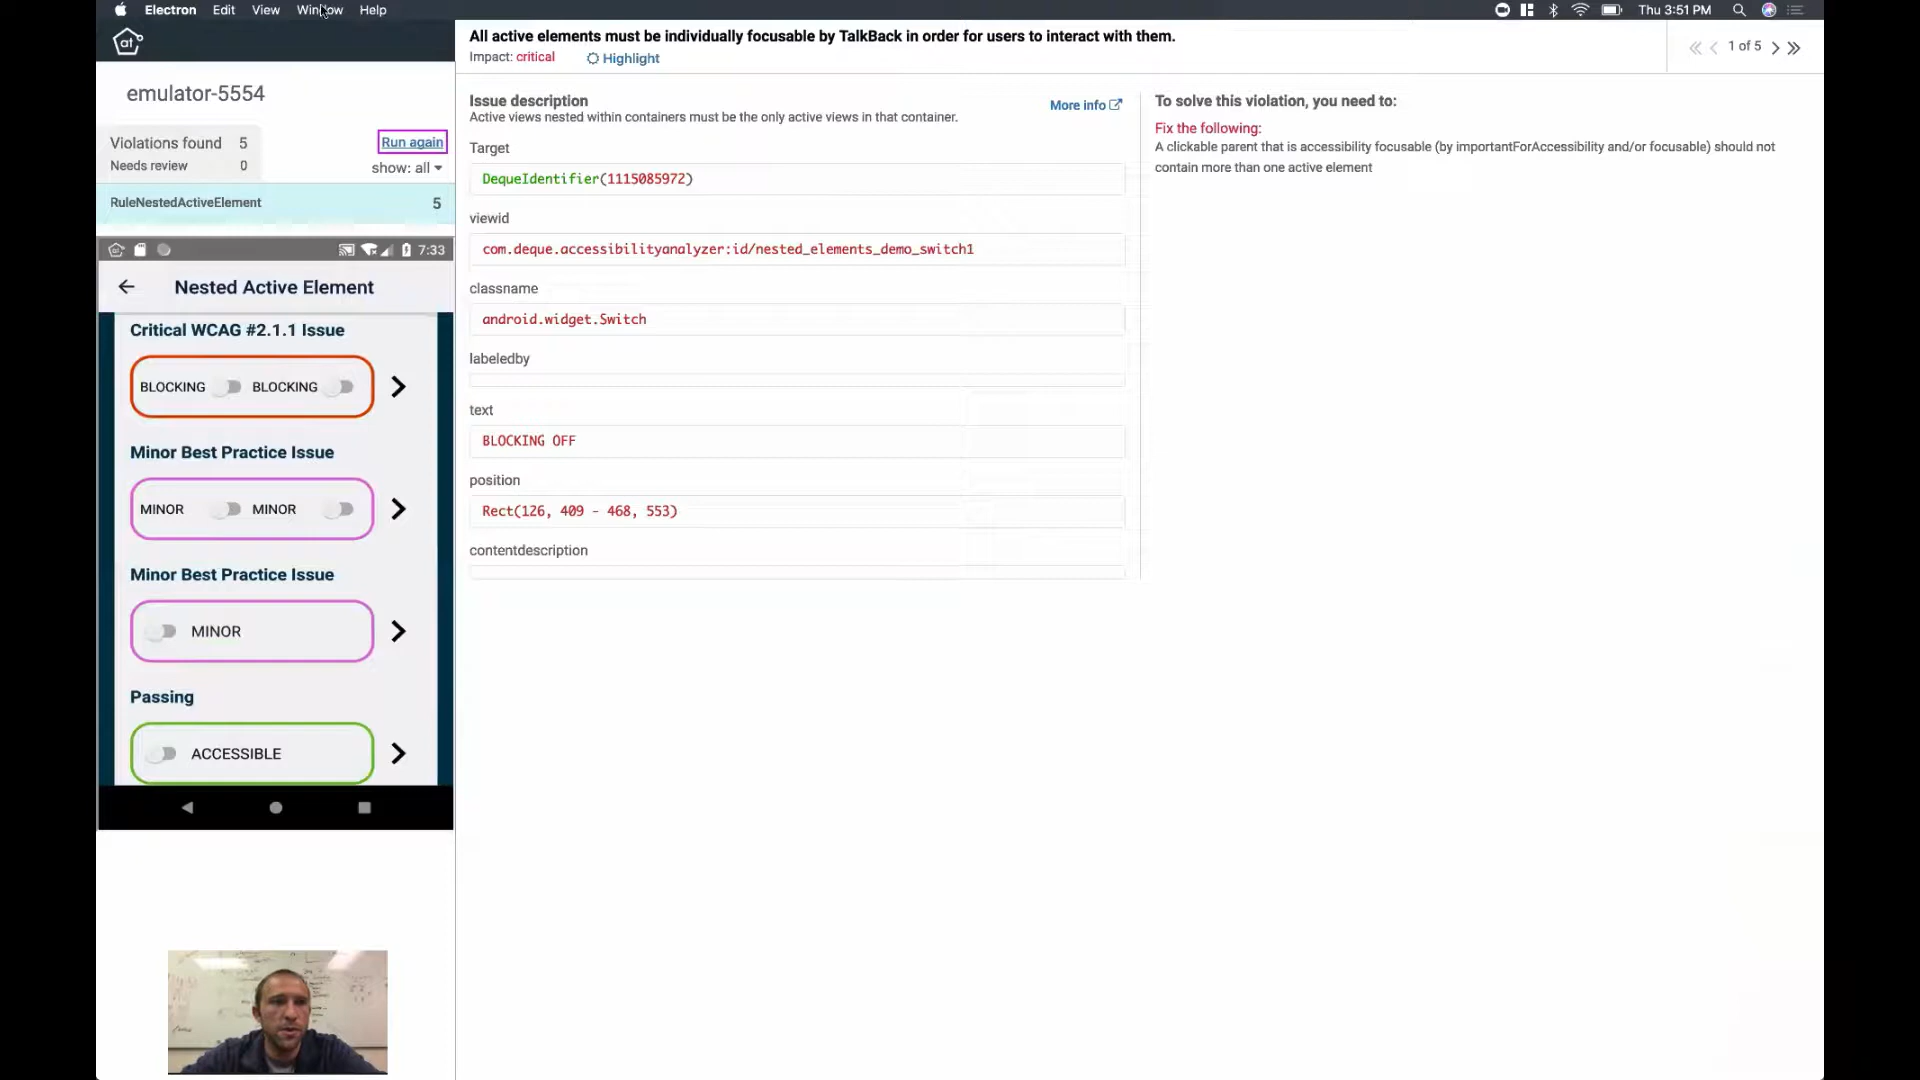 Electron Edit View Window Help
Thu 3:51 PM
at
All active elements must be individually focusable by TalkBack in order for users to interact with them.
Impact: critical
Highlight
1 of 5
emulator-5554
Violations found 5
Run again
Needs review 0
show: all
RuleNestedActiveElement 5
7:33
Nested Active Element
Critical WCAG #2.1.1 Issue
BLOCKING BLOCKING
Minor Best Practice Issue
MINOR MINOR
Minor Best Practice Issue
MINOR
Passing
ACCESSIBLE
Issue description
More info
Active views nested within containers must be the only active views in that container.
Target
DequeIdentifier(1115085972)
viewid
com.deque.accessibilityanalyzer:id/nested_elements_demo_switch1
classname
android.widget.Switch
labeledby
text
BLOCKING OFF
position
Rect(126, 409 - 468, 553)
contentdescription
To solve this violation, you need to:
Fix the following:
A clickable parent that is accessibility focusable (by importantForAccessibility and/or focusable) should not
contain more than one active element